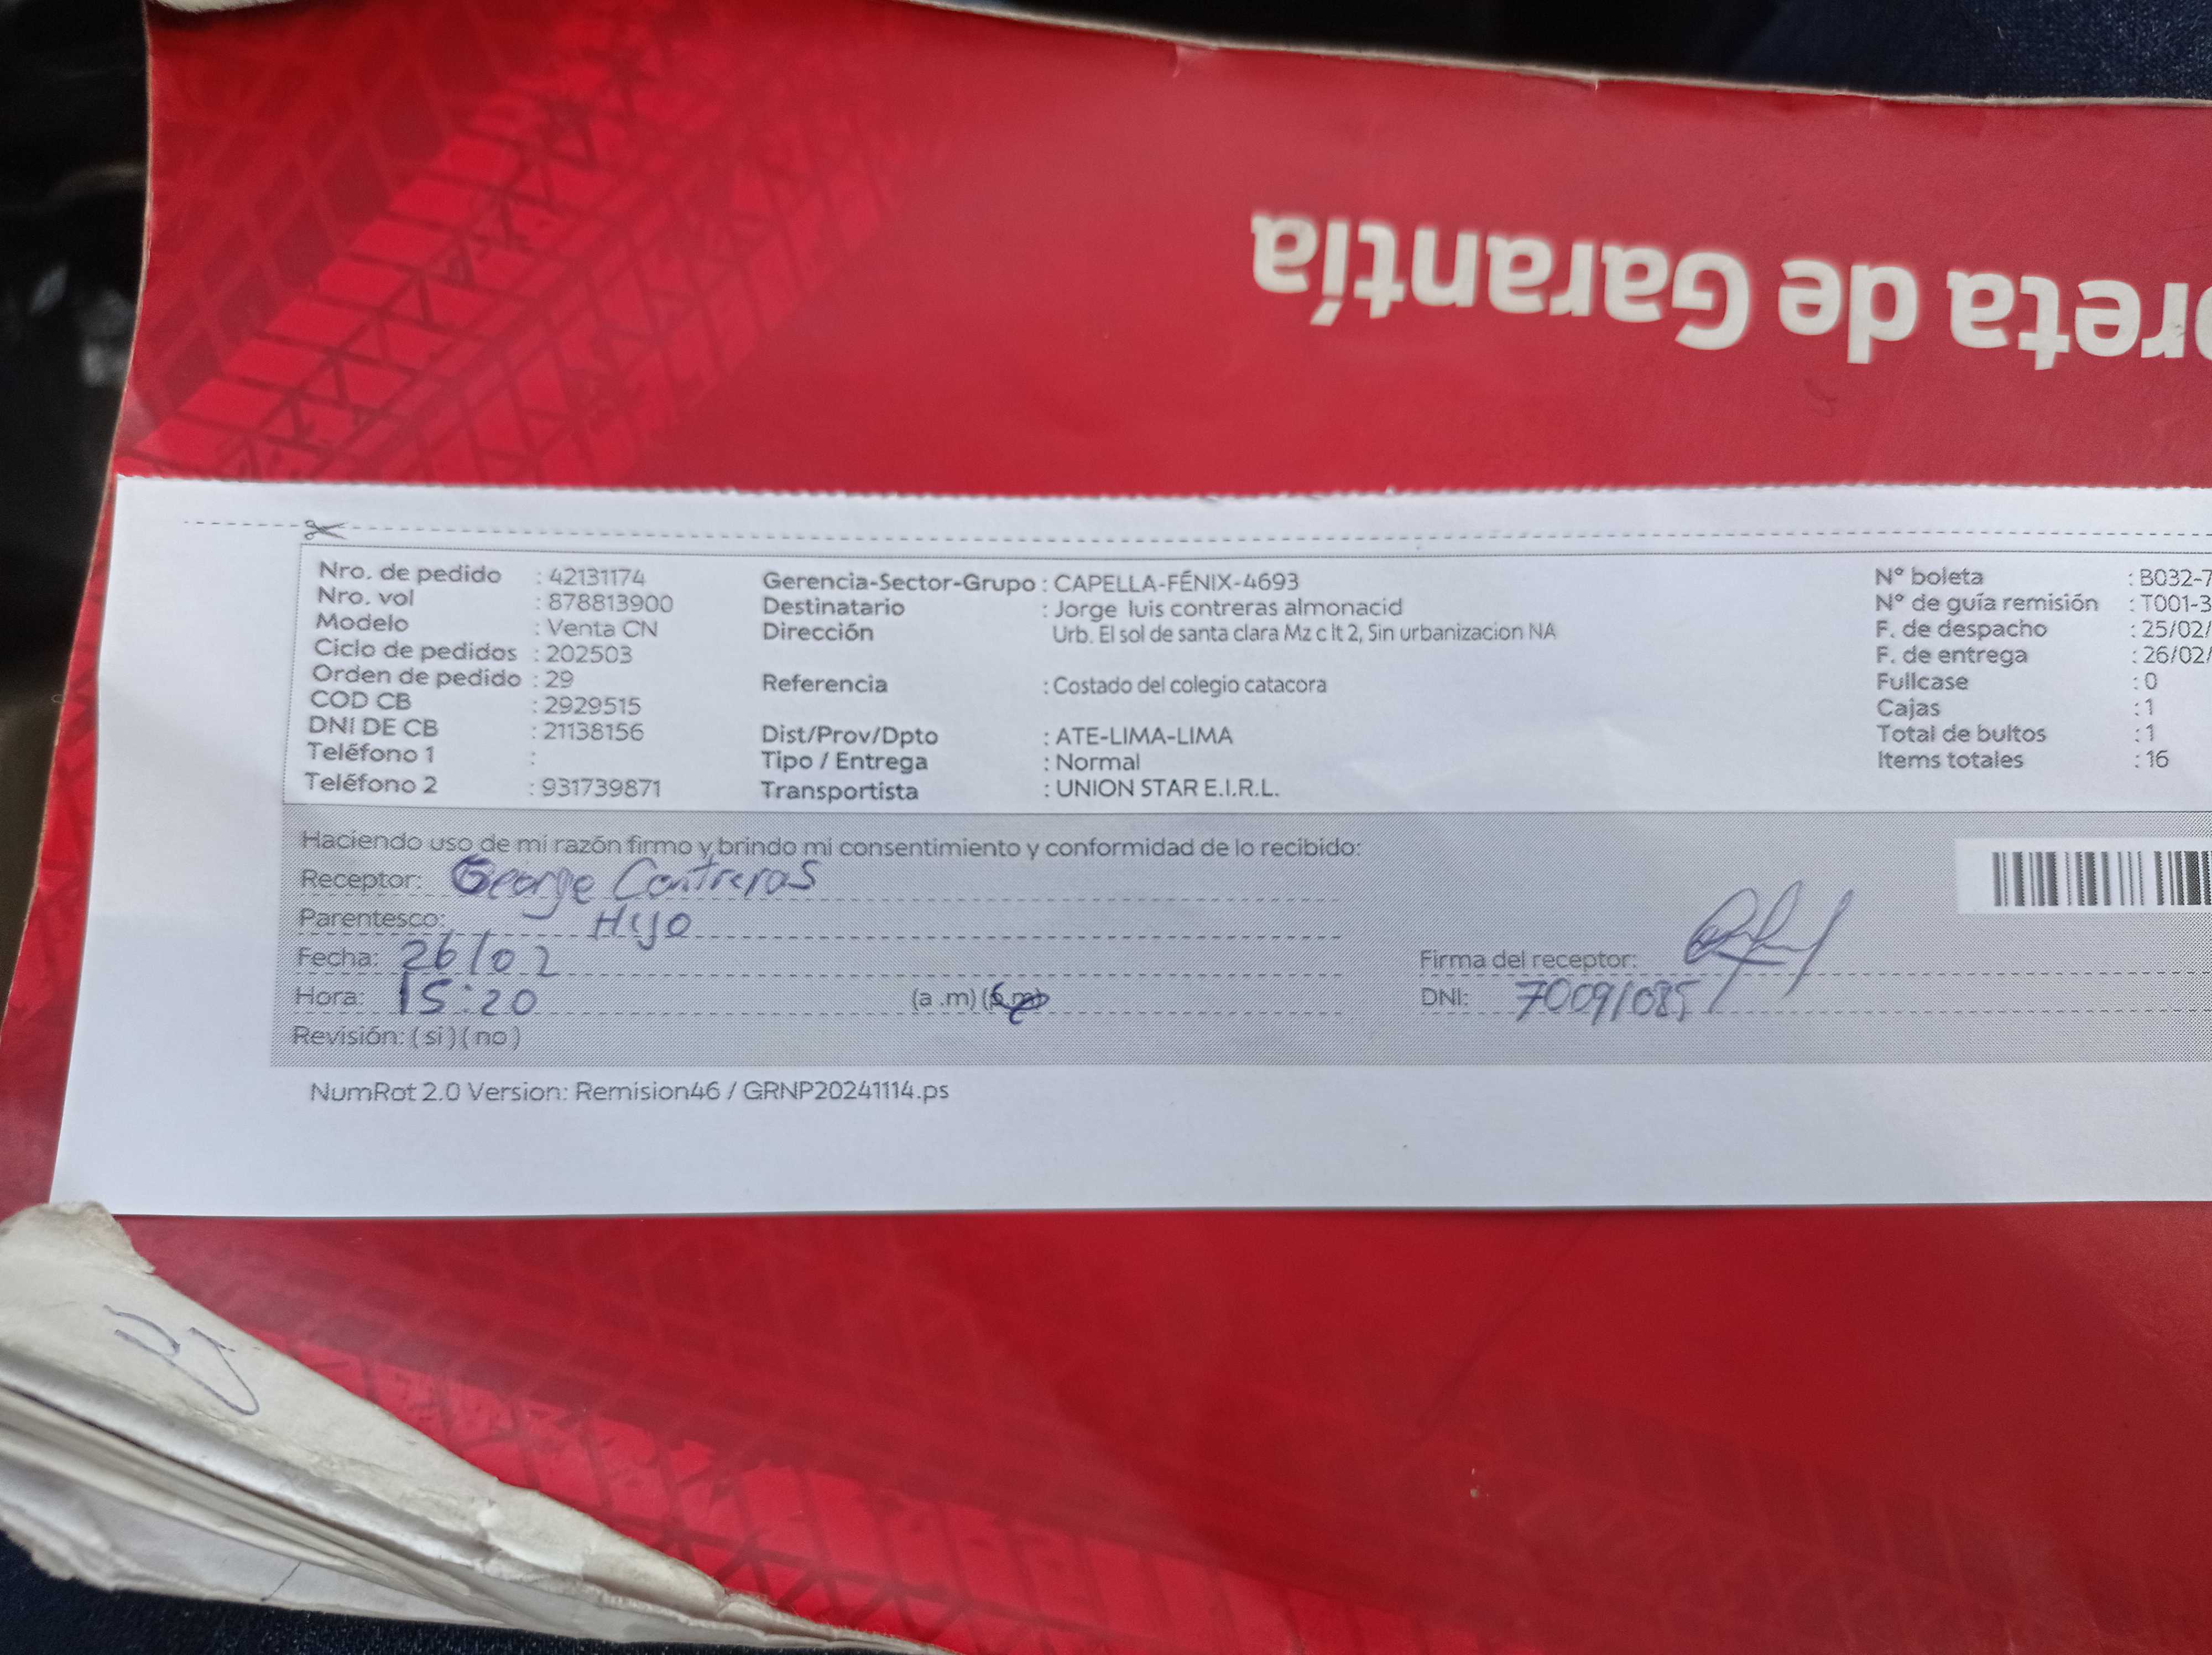 reta de Garantía
Nro. de pedido : 42131174
Nro. vol : 878813900
Modelo : Venta CN
Ciclo de pedidos : 202503
Orden de pedido : 29
COD CB : 2929515
DNI DE CB : 21138156
Teléfono 1 :
Teléfono 2 : 931739871
Gerencia-Sector-Grupo : CAPELLA-FÉNIX-4693
Destinatario : Jorge luis contreras almonacid
Dirección Urb. El sol de santa clara Mz c lt 2, Sin urbanizacion NA
Referencia : Costado del colegio catacora
Dist/Prov/Dpto : ATE-LIMA-LIMA
Tipo / Entrega : Normal
Transportista : UNION STAR E.I.R.L.
N° boleta : B032-7
N° de guía remisión : T001-3
F. de despacho : 25/02/
F. de entrega : 26/02/
Fullcase : 0
Cajas : 1
Total de bultos : 1
Items totales : 16
Haciendo uso de mi razón firmo y brindo mi consentimiento y conformidad de lo recibido:
Receptor: George Contreras
Parentesco: Hijo
Fecha: 26/02
Hora: 15:20 (a .m) (p.m)
Revisión: ( si ) ( no )
Firma del receptor:
DNI: 70091085
NumRot 2.0 Version: Remision46 / GRNP20241114.ps